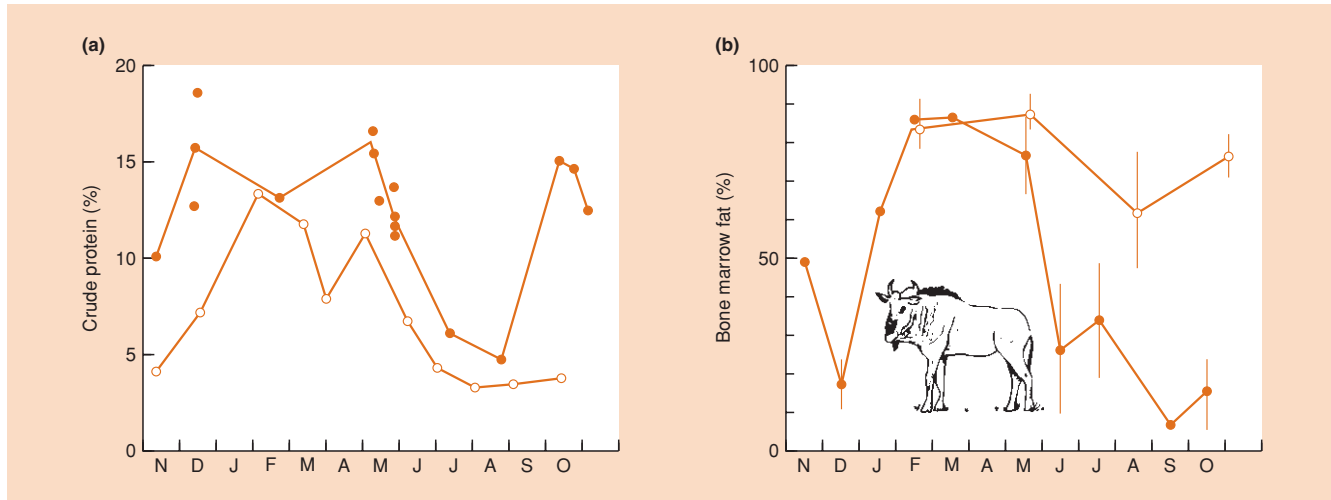 (a)
20
15
10
5
0
Crude protein (%)
N D J F M A M J J A S O
(b)
100
50
0
Bone marrow fat (%)
N D J F M A M J J A S O